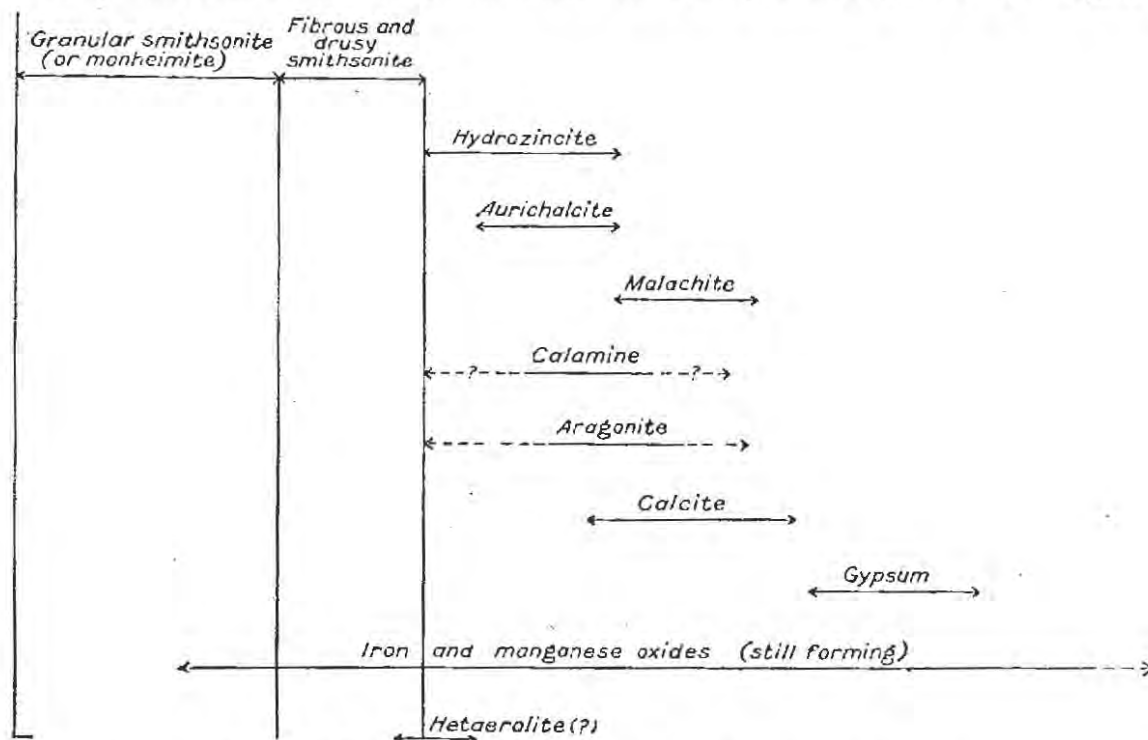 Granular smithsonite
(or monheimite)
Fibrous and
drusy
smithsonite
Hydrozincite
Aurichalcite
Malachite
Calamine
? ?
Aragonite
Calcite
Gypsum
Iron and manganese oxides (still forming)
Hetaerolite(?)